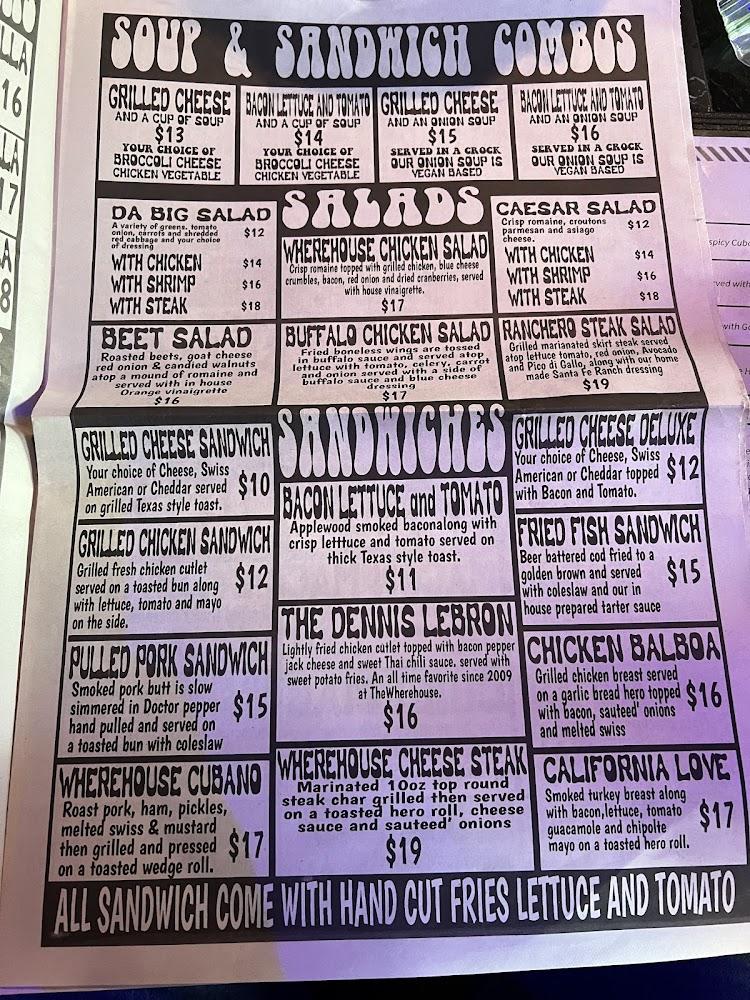 LLA
16
LLA
17
A
8
SOUP & SANDWICH COMBOS
GRILLED CHEESE
AND A CUP OF SOUP
$13
YOUR CHOICE OF
BROCCOLI CHEESE
CHICKEN VEGETABLE
BACON LETTUCE AND TOMATO
AND A CUP OF SOUP
$14
YOUR CHOICE OF
BROCCOLI CHEESE
CHICKEN VEGETABLE
GRILLED CHEESE
AND AN ONION SOUP
$15
SERVED IN A CROCK
OUR ONION SOUP IS
VEGAN BASED
BACON LETTUCE AND TOMATO
AND AN ONION SOUP
$16
SERVED IN A CROCK
OUR ONION SOUP IS
VEGAN BASED
SALADS
DA BIG SALAD
A variety of greens, tomato
onion, carrots and shredded
red cabbage and your choice
of dressing
$12
WITH CHICKEN $14
WITH SHRIMP $16
WITH STEAK $18
WHEREHOUSE CHICKEN SALAD
Crisp romaine topped with grilled chicken, blue cheese
crumbles, bacon, red onion and dried cranberries, served
with house vinaigrette.
$17
CAESAR SALAD
Crisp romaine, croutons
parmesan and asiago
cheese.
$12
WITH CHICKEN $14
WITH SHRIMP $16
WITH STEAK $18
BEET SALAD
Roasted beets, goat cheese
red onion & candied walnuts
atop a mound of romaine and
served with in house
Orange vinaigrette
$16
BUFFALO CHICKEN SALAD
Fried boneless wings are tossed
in buffalo sauce and served atop
lettuce with tomato, celery, carrot
and onion served with a side of
buffalo sauce and blue cheese
dressing
$17
RANCHERO STEAK SALAD
Grilled marianated skirt steak served
atop lettuce tomato, red onion, Avocado
and Pico di Gallo, along with our home
made Santa Fe Ranch dressing
$19
SANDWICHES
GRILLED CHEESE SANDWICH
Your choice of Cheese, Swiss
American or Cheddar served
on grilled Texas style toast.
$10
BACON LETTUCE and TOMATO
Applewood smoked baconalong with
crisp letttuce and tomato served on
thick Texas style toast.
$11
GRILLED CHEESE DELUXE
Your choice of Cheese, Swiss
American or Cheddar topped
with Bacon and Tomato.
$12
GRILLED CHICKEN SANDWICH
Grilled fresh chicken cutlet
served on a toasted bun along
with lettuce, tomato and mayo
on the side.
$12
THE DENNIS LEBRON
Lightly fried chicken cutlet topped with bacon pepper
jack cheese and sweet Thai chili sauce. served with
sweet potato fries. An all time favorite since 2009
at TheWherehouse.
$16
FRIED FISH SANDWICH
Beer battered cod fried to a
golden brown and served
with coleslaw and our in
house prepared tarter sauce
$15
PULLED PORK SANDWICH
Smoked pork butt is slow
simmered in Doctor pepper
hand pulled and served on
a toasted bun with coleslaw
$15
CHICKEN BALBOA
Grilled chicken breast served
on a garlic bread hero topped
with bacon, sauteed' onions
and melted swiss
$16
WHEREHOUSE CUBANO
Roast pork, ham, pickles,
melted swiss & mustard
then grilled and pressed
on a toasted wedge roll.
$17
WHEREHOUSE CHEESE STEAK
Marinated 10oz top round
steak char grilled then served
on a toasted hero roll, cheese
sauce and sauteed' onions
$19
CALIFORNIA LOVE
Smoked turkey breast along
with bacon,lettuce, tomato
guacamole and chipolte
mayo on a toasted hero roll.
$17
ALL SANDWICH COME WITH HAND CUT FRIES LETTUCE AND TOMATO
spicy Cuba
rved with
with Go